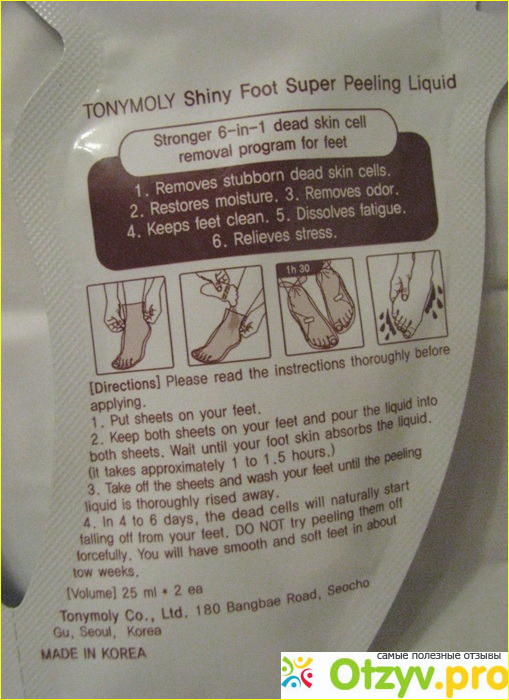 TONYMOLY Shiny Foot Super Peeling Liquid
Stronger 6-in-1 dead skin cell
removal program for feet
1. Removes stubborn dead skin cells.
2. Restores moisture. 3. Removes odor.
4. Keeps feet clean. 5. Dissolves fatigue.
6. Relieves stress.
1h 30
[Directions] Please read the instrections thoroughly before
applying.
1. Put sheets on your feet.
2. Keep both sheets on your feet and pour the liquid into
both sheets. Wait until your foot skin absorbs the liquid.
(it takes approximately 1 to 1.5 hours.)
3. Take off the sheets and wash your feet until the peeling
liquid is thoroughly rised away.
4. In 4 to 6 days, the dead cells will naturally start
falling off from your feet. DO NOT try peeling them off
forcefully. You will have smooth and soft feet in about
tow weeks.
[Volume] 25 ml * 2 ea
Tonymoly Co., Ltd. 180 Bangbae Road, Seocho
Gu, Seoul, Korea
MADE IN KOREA
самые полезные отзывы
Otzyv.pro